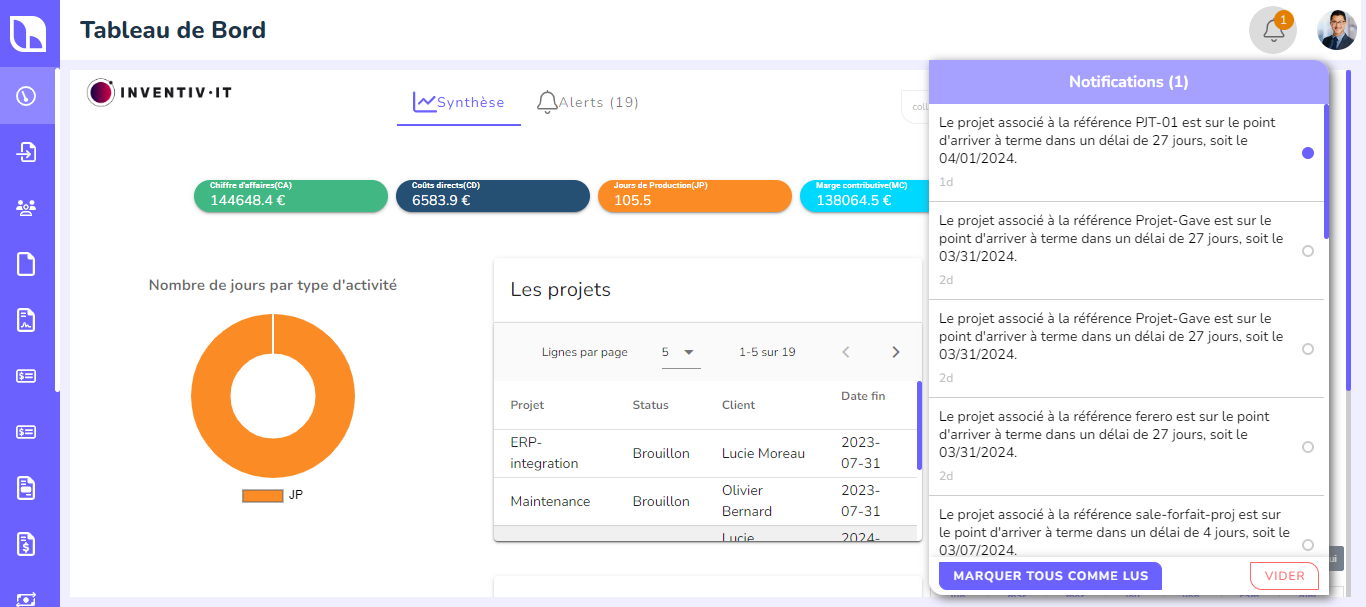 Tableau de Bord
1
INVENTIV·IT
Synthèse
Alerts (19)
coll
Chiffre d'affaires(CA)
144648.4 €
Coûts directs(CD)
6583.9 €
Jours de Production(JP)
105.5
Marge contributive(MC)
138064.5 €
Nombre de jours par type d'activité
JP
Les projets
Lignes par page
5
1-5 sur 19
Projet
Status
Client
Date fin
ERP-
integration
Brouillon
Lucie Moreau
2023-
07-31
Maintenance
Brouillon
Olivier
Bernard
2023-
07-31
Lucie
2024-
Notifications (1)
Le projet associé à la référence PJT-01 est sur le point
d'arriver à terme dans un délai de 27 jours, soit le
04/01/2024.
1d
Le projet associé à la référence Projet-Gave est sur le
point d'arriver à terme dans un délai de 27 jours, soit le
03/31/2024.
2d
Le projet associé à la référence Projet-Gave est sur le
point d'arriver à terme dans un délai de 27 jours, soit le
03/31/2024.
2d
Le projet associé à la référence ferero est sur le point
d'arriver à terme dans un délai de 27 jours, soit le
03/31/2024.
2d
Le projet associé à la référence sale-forfait-proj est sur
le point d'arriver à terme dans un délai de 4 jours, soit le
03/07/2024.
MARQUER TOUS COMME LUS
VIDER
ui